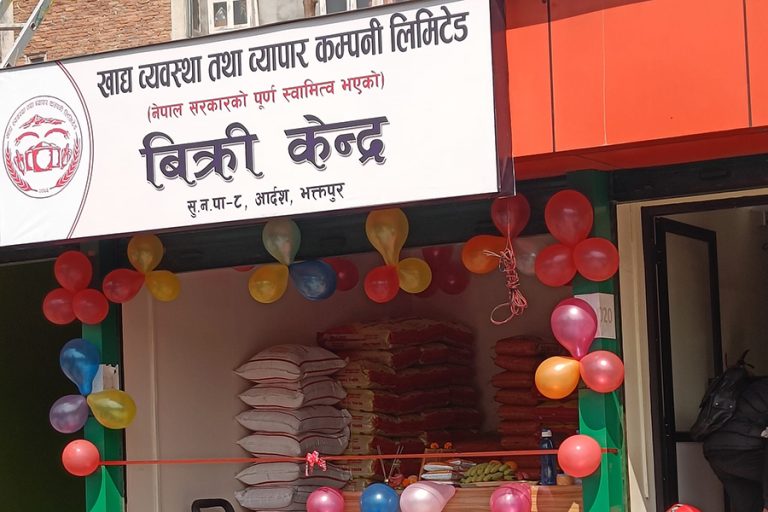 खाद्य व्यवस्था तथा व्यापार कम्पनी लिमिटेड
(नेपाल सरकारको पूर्ण स्वामित्व भएको)
बिक्री केन्द्र
सु.न.पा-८, आर्दश, भक्तपुर